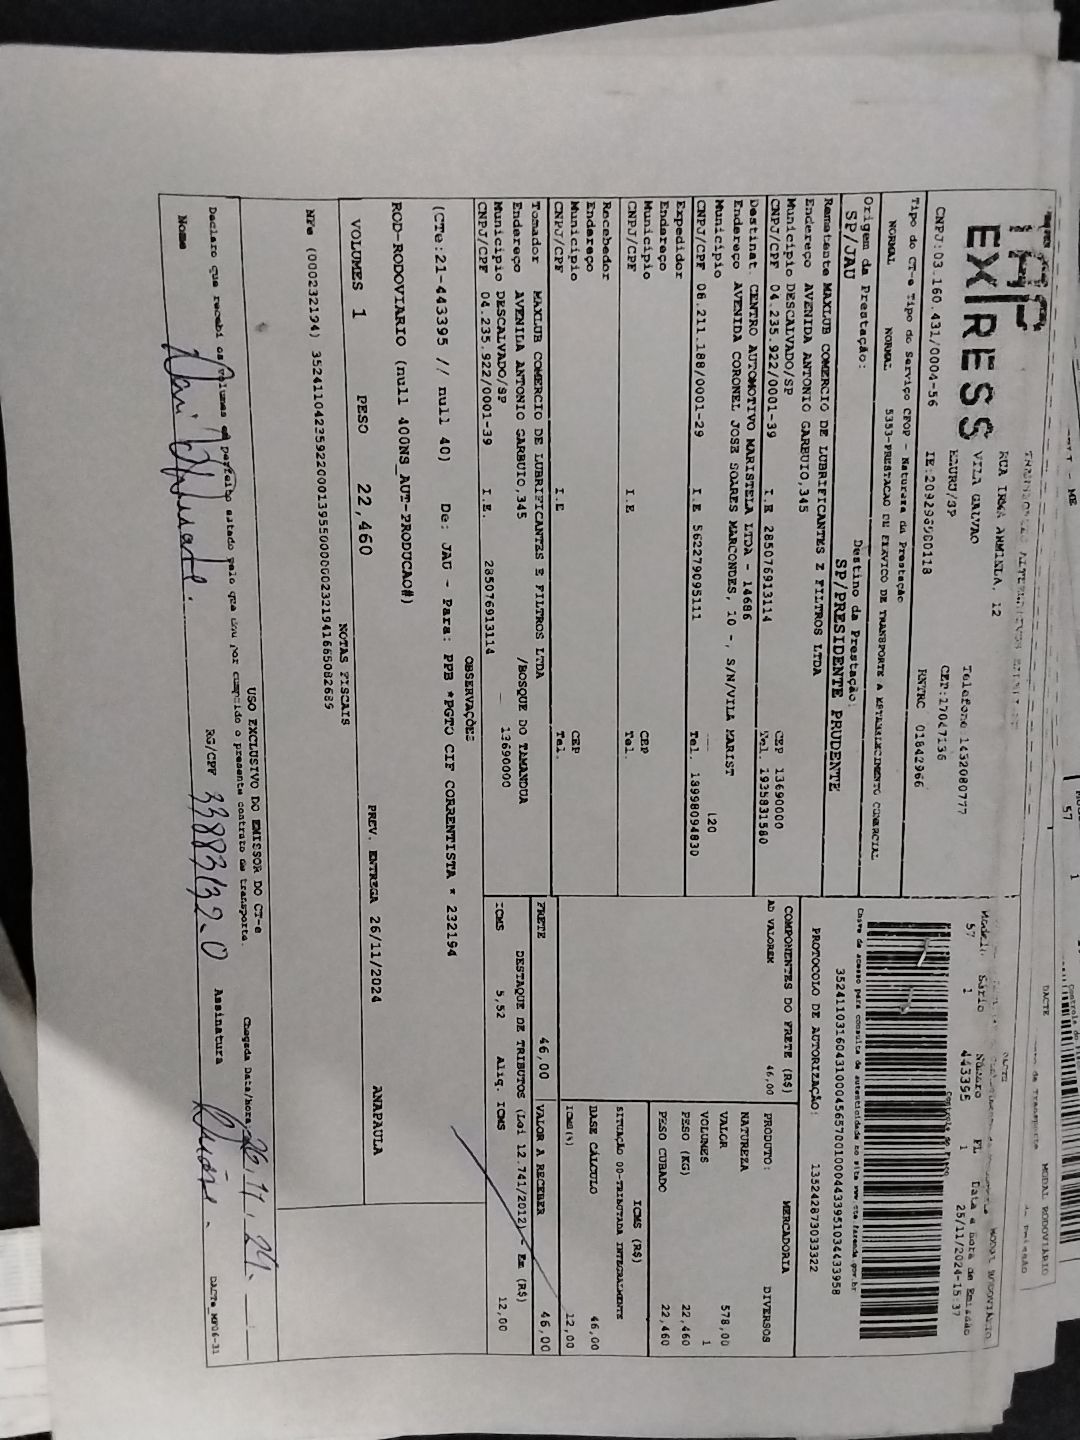 EX|RESS
RUA IRMA ARMINDA, 12
VILA GALVAO
BAURU/SP
CEP:17047136
Telefone 1432080777
CNPJ:03.160.431/0004-56
IE:209298900118
RNTRC 01842966
Tipo do CT-e Tipo do Serviço CFOP - Natureza da Prestação
NORMAL NORMAL 5353-PRESTACAO DE SERVICO DE TRANSPORTE A ESTABELECIMENTO COMERCIAL
Origem da Prestação: Destino da Prestação:
SP/JAU SP/PRESIDENTE PRUDENTE
Remetente MAXLUB COMERCIO DE LUBRIFICANTES E FILTROS LTDA
Endereço AVENIDA ANTONIO GARBUIO,345
Município DESCALVADO/SP CEP 13690000
CNPJ/CPF 04.235.922/0001-39 I.E 285076913114 Tel. 1935831580
Destinat. CENTRO AUTOMOTIVO MARISTELA LTDA - 14686
Endereço AVENIDA CORONEL JOSE SOARES MARCONDES, 10 -, S/N/VILA MARIST
Município
CNPJ/CPF 08.211.188/0001-29 I.E 562279095111 Tel. 18998094830
Expedidor
Endereço
Município CEP
CNPJ/CPF I.E Tel.
Recebedor
Endereço
Município CEP
CNPJ/CPF I.E Tel.
Tomador MAXLUB COMERCIO DE LUBRIFICANTES E FILTROS LTDA
Endereço AVENIDA ANTONIO GARBUIO,345 /BOSQUE DO TAMANDUA
Município DESCALVADO/SP 13690000
CNPJ/CPF 04.235.922/0001-39 I.E. 285076913114
Modelo Série Número FL Data e Hora de Emissão
57 1 443395 1 25/11/2024-15:37
Controle do Fisco
Chave de acesso para consulta de autenticidade no site www.cte.fazenda.gov.br
35241103160431000456570010004433951034433958
PROTOCOLO DE AUTORIZAÇÃO: 135242873033322
COMPONENTES DO FRETE (R$)
AD VALOREM 46,00
MERCADORIA
PRODUTO: DIVERSOS
NATUREZA
VALOR 578,00
VOLUMES 1
PESO (KG) 22,460
PESO CUBADO 22,460
ICMS (R$)
SITUAÇÃO 00-TRIBUTADA INTEGRALMENTE
BASE CÁLCULO 46,00
ICMS(%) 12,00
FRETE 46,00 VALOR A RECEBER 46,00
DESTAQUE DE TRIBUTOS (Lei 12.741/2012) - Em (R$)
ICMS 5,52 Aliq. ICMS 12,00
OBSERVAÇÕES
(CTe:21-443395 // null 40) De: JAU - Para: PPB *PGTO CIF CORRENTISTA * 232194
ROD-RODOVIARIO (null 400NS_AUT-PRODUCAO#)
VOLUMES 1 PESO 22,460 PREV. ENTREGA 26/11/2024 ANAPAULA
NOTAS FISCAIS
NFe (000232194) 35241104235922000139550000002321941665082689
USO EXCLUSIVO DO EMISSOR DO CT-e
Declaro que recebi os volumes em perfeito estado pelo que dou por cumprido o presente contrato de transporte.
Chegada Data/hora 26/11/24.
Nome RG/CPF 33883132-0 Assinatura
DACTe_MP06-31